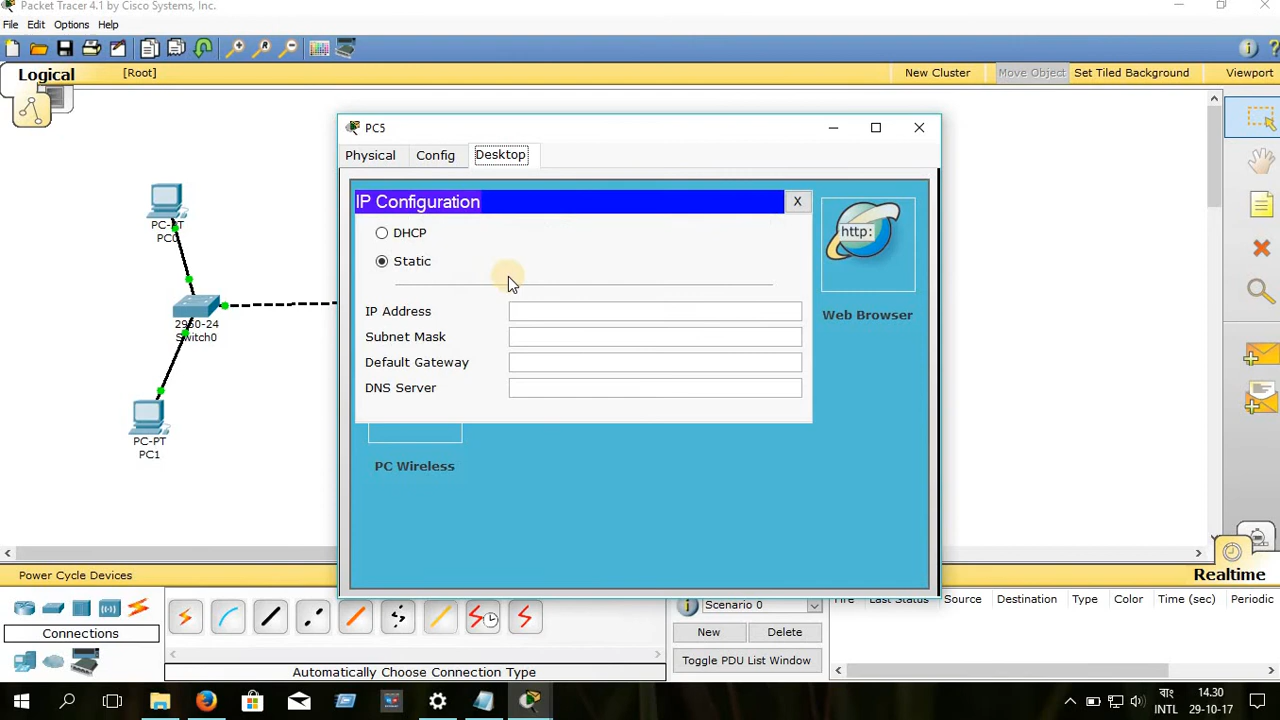 Packet Tracer 4.1 by Cisco Systems, Inc.
File Edit Options Help
Logical [Root] New Cluster Move Object Set Tiled Background Viewport
PC5
Physical Config Desktop
IP Configuration X
DHCP
Static
IP Address
Subnet Mask
Default Gateway
DNS Server
http:
Web Browser
PC Wireless
PC-PT
PC0
2950-24
Switch0
PC-PT
PC1
Power Cycle Devices Realtime
Connections
Automatically Choose Connection Type
Scenario 0
New Delete
Toggle PDU List Window
Fire Last Status Source Destination Type Color Time (sec) Periodic
বাং 14.30
INTL 29-10-17